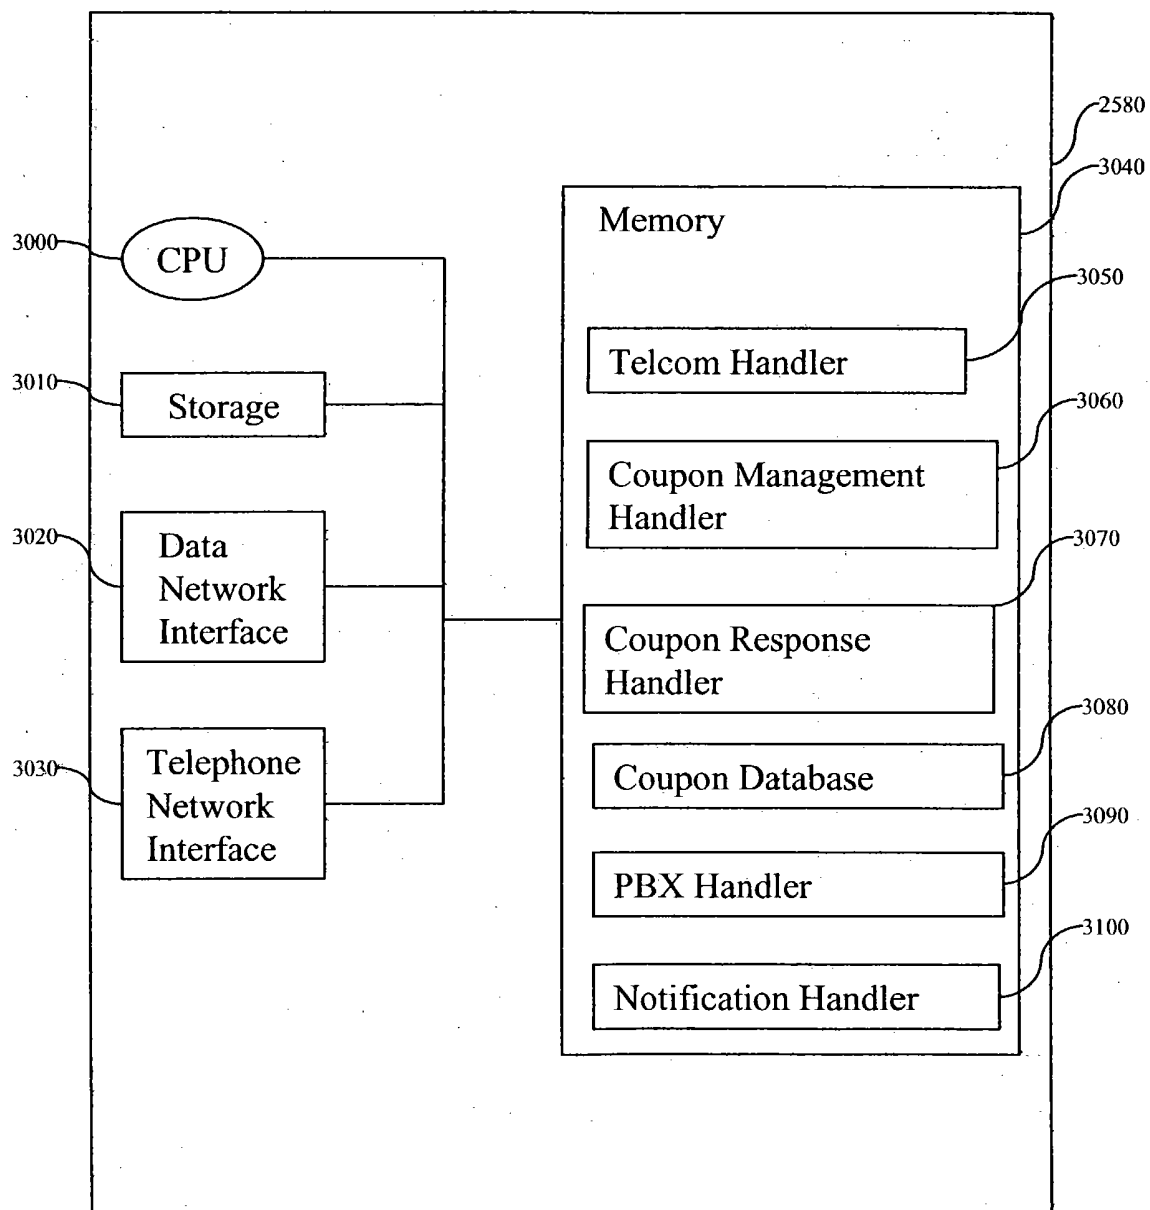 2580
3040
Memory
3000
CPU
3050
Telcom Handler
3010
Storage
3060
Coupon Management
Handler
3020
Data
Network
Interface
3070
Coupon Response
Handler
3080
Coupon Database
3030
Telephone
Network
Interface
3090
PBX Handler
3100
Notification Handler